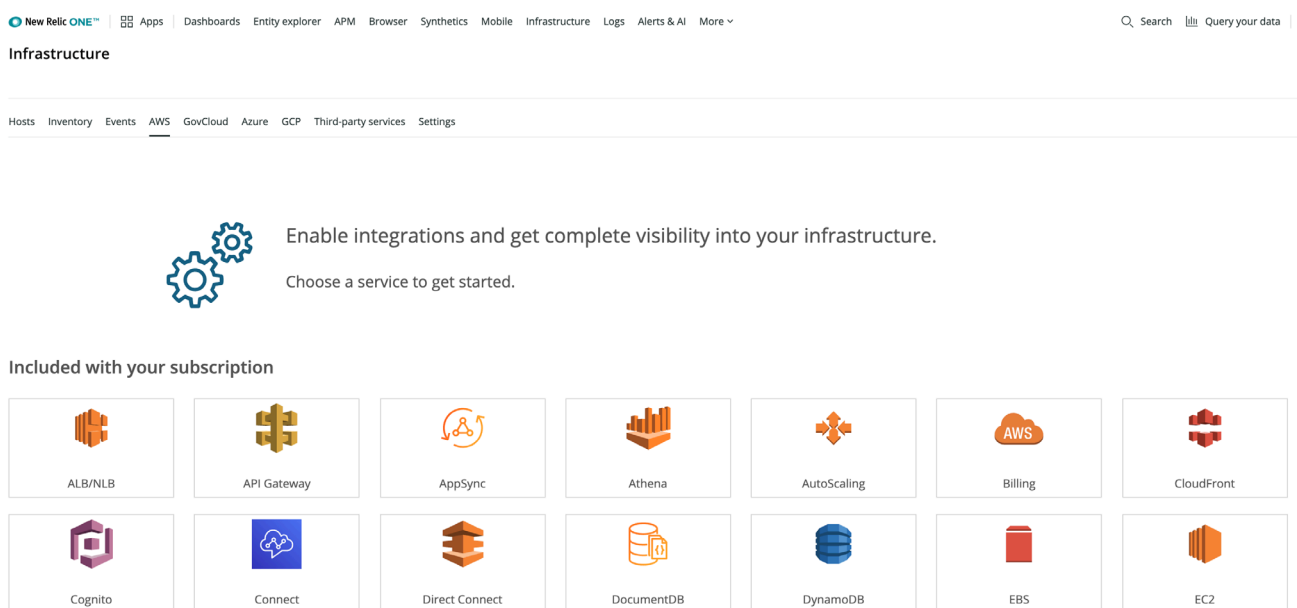 New Relic ONE™ Apps Dashboards Entity explorer APM Browser Synthetics Mobile Infrastructure Logs Alerts & AI More Search Query your data
Infrastructure
Hosts Inventory Events AWS GovCloud Azure GCP Third-party services Settings
Enable integrations and get complete visibility into your infrastructure.
Choose a service to get started.
Included with your subscription
AWS
ALB/NLB API Gateway AppSync Athena AutoScaling Billing CloudFront
Cognito Connect Direct Connect DocumentDB DynamoDB EBS EC2